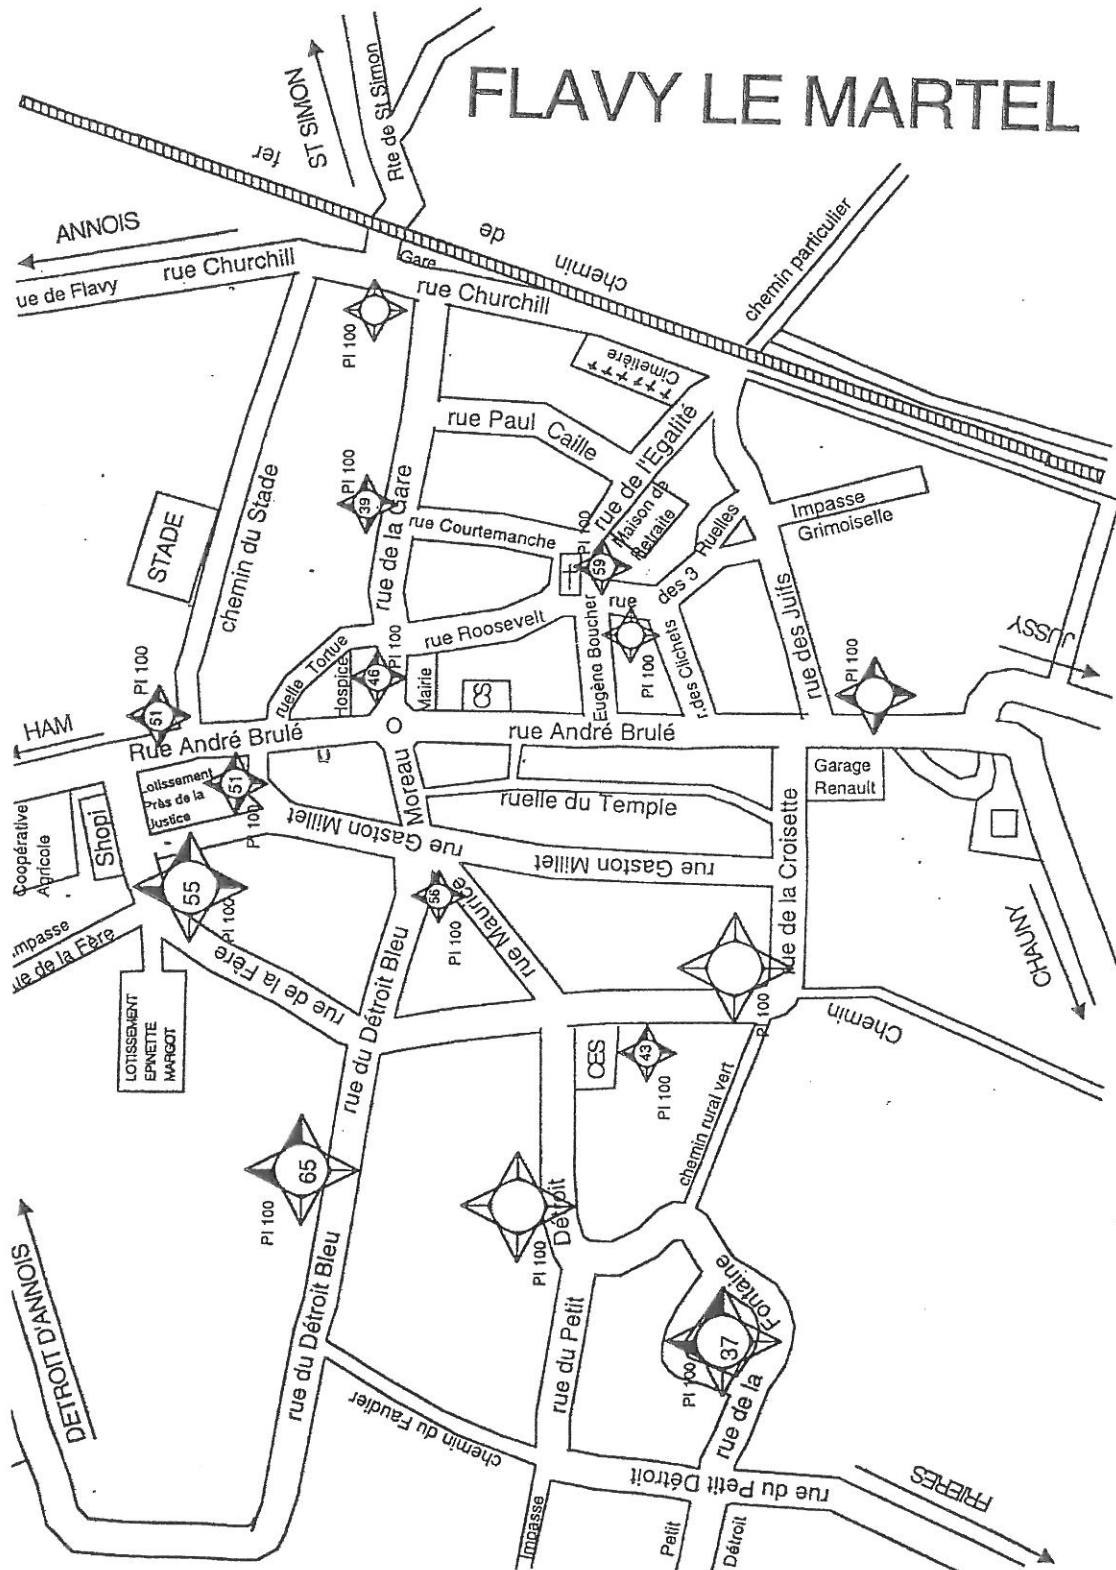 FLAVY LE MARTEL
ST SIMON
Rte de St Simon
ANNOIS
rue Churchill
ue de Flavy
Gare
rue Churchill
chemin
de
fer
chemin particulier
PI 100
Cimetière
rue Paul Caille
rue de l'Egalité
chemin du Stade
STADE
PI 100
39
rue de la Gare
rue Courtemanche
PI 100
59
Maison de
Retraite
rue des 3 Ruelles
Impasse
Grimoiselle
rue Roosevelt
ruelle Tortue
Hospice
46
PI 100
Mairie
CS
Eugène Boucher
PI 100
r.des Clichets
rue des Juifs
PI 100
JUSSY
PI 100
51
HAM
Rue André Brulé
rue André Brulé
Lotissement
Près de la
Justice
51
PI 100
Moreau
ruelle du Temple
Garage
Renault
Coopérative
Agricole
Shopi
rue Gaston Millet
rue Gaston Millet
rue de la Croisette
55
PI 100
56
PI 100
rue Maurice
CHAUNY
Impasse
ue de la Fère
rue de la Fère
LOTISSEMENT
EPINETTE
MARGOT
rue du Détroit Bleu
rue du Détroit Bleu
PI 100
Chemin
CES
43
PI 100
chemin rural vert
65
PI 100
PI 100
Détroit
rue du Petit
DETROIT D'ANNOIS
rue du Détroit Bleu
chemin du Faudier
37
PI 100
rue de la Fontaine
rue du Petit Détroit
Impasse
Petit
Détroit
FRIERES